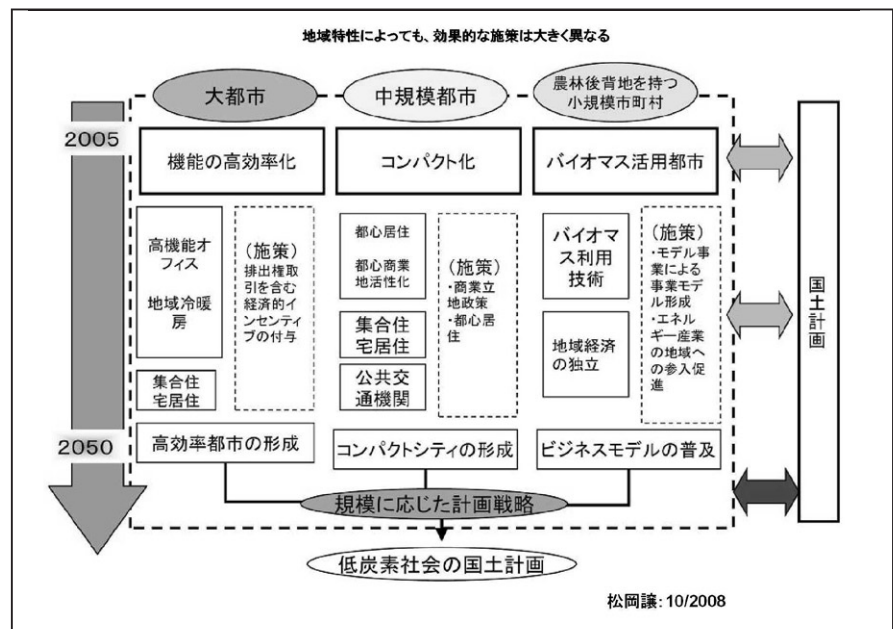 地域特性によっても、効果的な施策は大きく異なる
大都市
中規模都市
農林後背地を持つ
小規模市町村
2005
機能の高効率化
コンパクト化
バイオマス活用都市
高機能オ
フィス
地域冷暖
房
(施策)
排出権取
引を含む
経済的イ
ンセンティ
ブの付与
集合住
宅居住
都心居住
都心商業
地活性化
集合住
宅居住
公共交
通機関
(施策)
・商業立
地政策
・都心居
住
バイオマ
ス利用
技術
地域経済
の独立
(施策)
・モデル事
業による
事業モデ
ル形成
・エネル
ギー産業
の地域へ
の参入促
進
国土計画
2050
高効率都市の形成
コンパクトシティの形成
ビジネスモデルの普及
規模に応じた計画戦略
低炭素社会の国土計画
松岡譲：10/2008